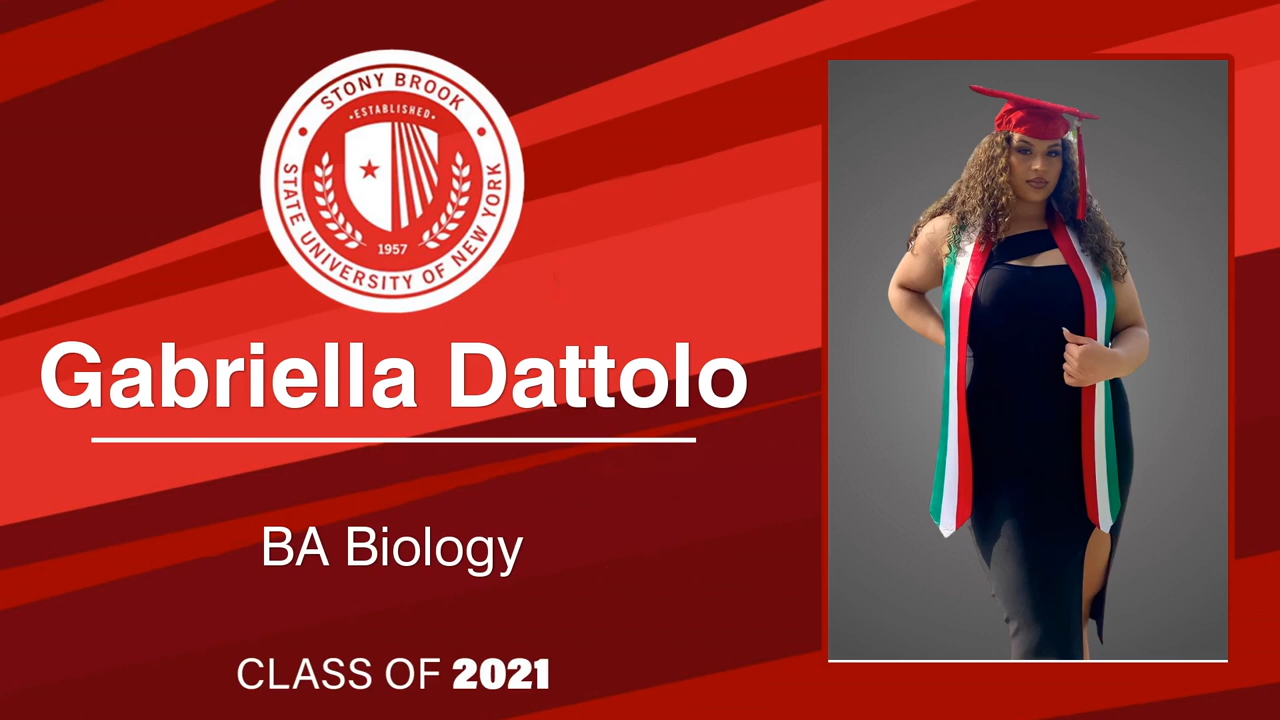 STONY BROOK
•ESTABLISHED•
1957
STATE UNIVERSITY OF NEW YORK
Gabriella Dattolo
BA Biology
CLASS OF 2021